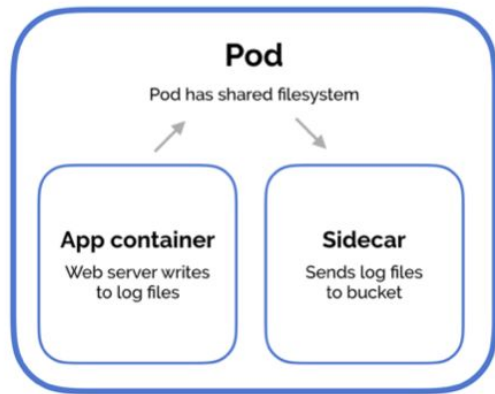 Pod
Pod has shared filesystem
App container
Web server writes
to log files
Sidecar
Sends log files
to bucket